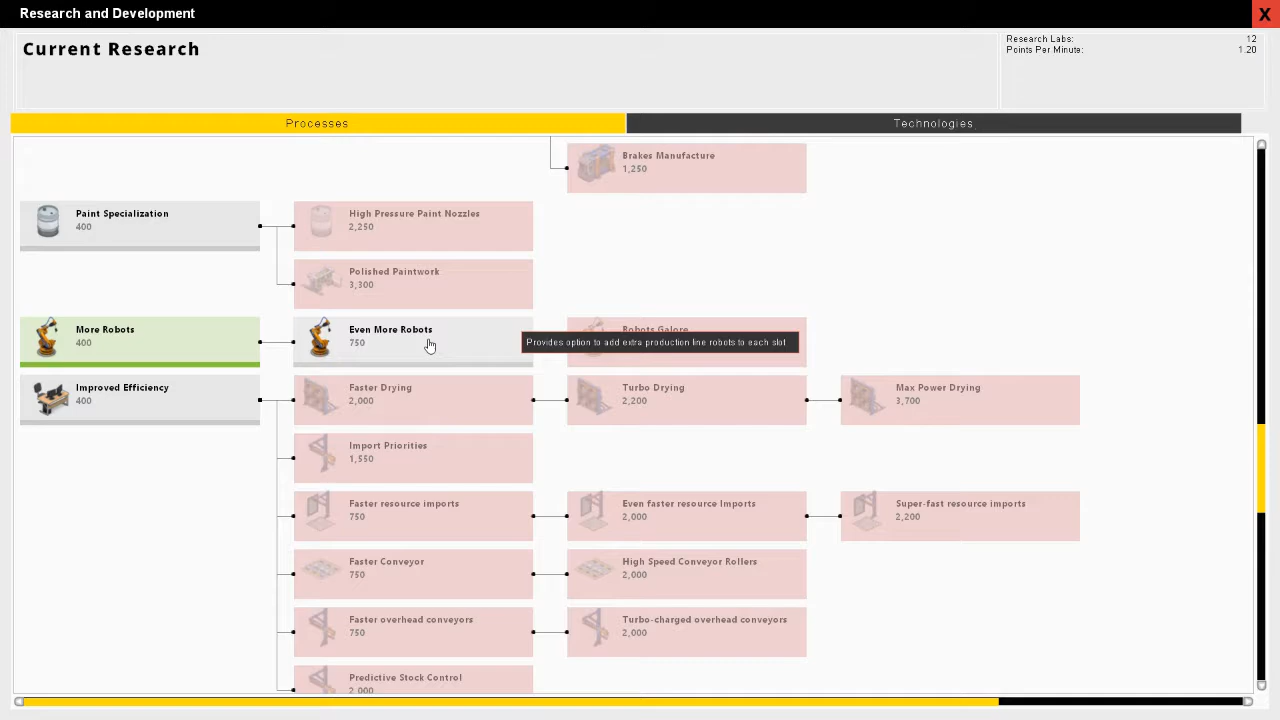 Research and Development
X
Current Research
Research Labs: 12
Points Per Minute: 1.20
Processes
Technologies
Brakes Manufacture
1,250
Paint Specialization
400
High Pressure Paint Nozzles
2,250
Polished Paintwork
3,300
More Robots
400
Even More Robots
750
Robots Galore
Provides option to add extra production line robots to each slot
Improved Efficiency
400
Faster Drying
2,000
Turbo Drying
2,200
Max Power Drying
3,700
Import Priorities
1,550
Faster resource imports
750
Even faster resource Imports
2,000
Super-fast resource imports
2,200
Faster Conveyor
750
High Speed Conveyor Rollers
2,000
Faster overhead conveyors
750
Turbo-charged overhead conveyors
2,000
Predictive Stock Control
2,000